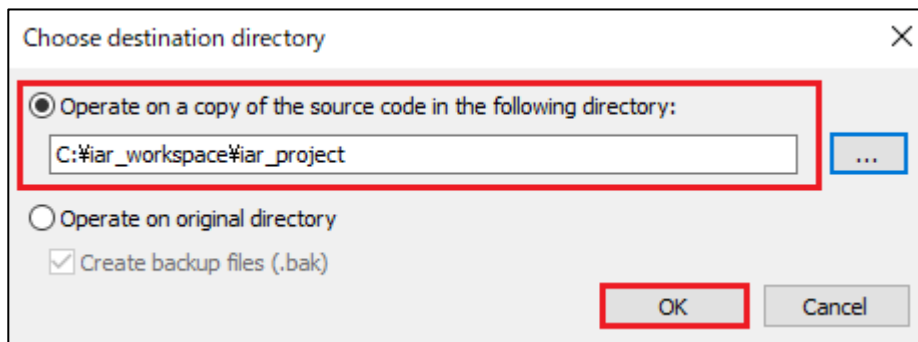 Choose destination directory
Operate on a copy of the source code in the following directory:
C:¥iar_workspace¥iar_project
...
Operate on original directory
Create backup files (.bak)
OK Cancel